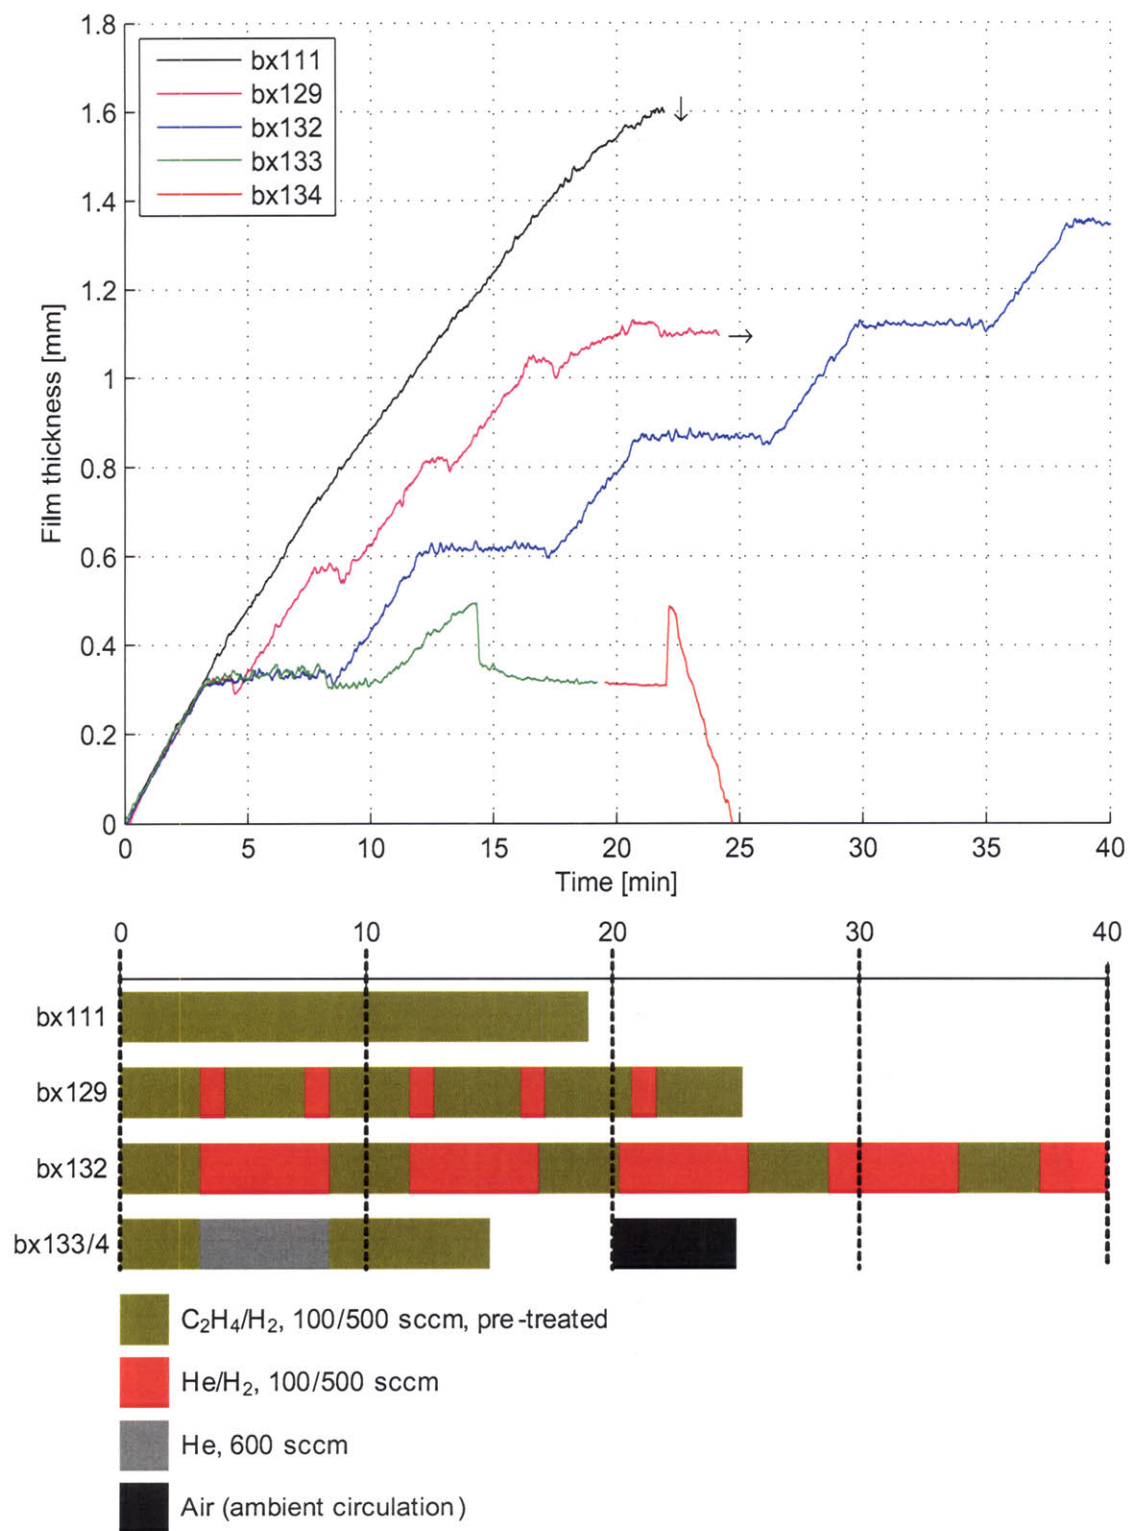 1.8
1.6
1.4
1.2
1
0.8
0.6
0.4
0.2
0
Film thickness [mm]
bx111
bx129
bx132
bx133
bx134
0 5 10 15 20 25 30 35 40
Time [min]
0 10 20 30 40
bx111
bx129
bx132
bx133/4
C₂H₄/H₂, 100/500 sccm, pre-treated
He/H₂, 100/500 sccm
He, 600 sccm
Air (ambient circulation)